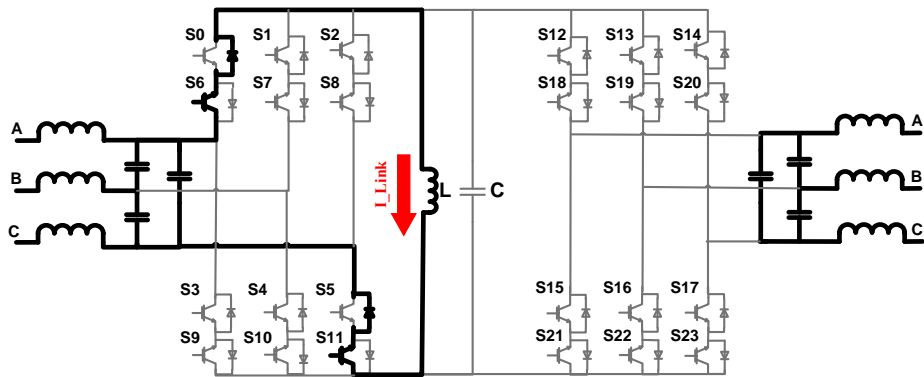 S0 S1 S2 S12 S13 S14
S6 S7 S8 S18 S19 S20
A A
B I_Link L C B
C C
S3 S4 S5 S15 S16 S17
S9 S10 S11 S21 S22 S23